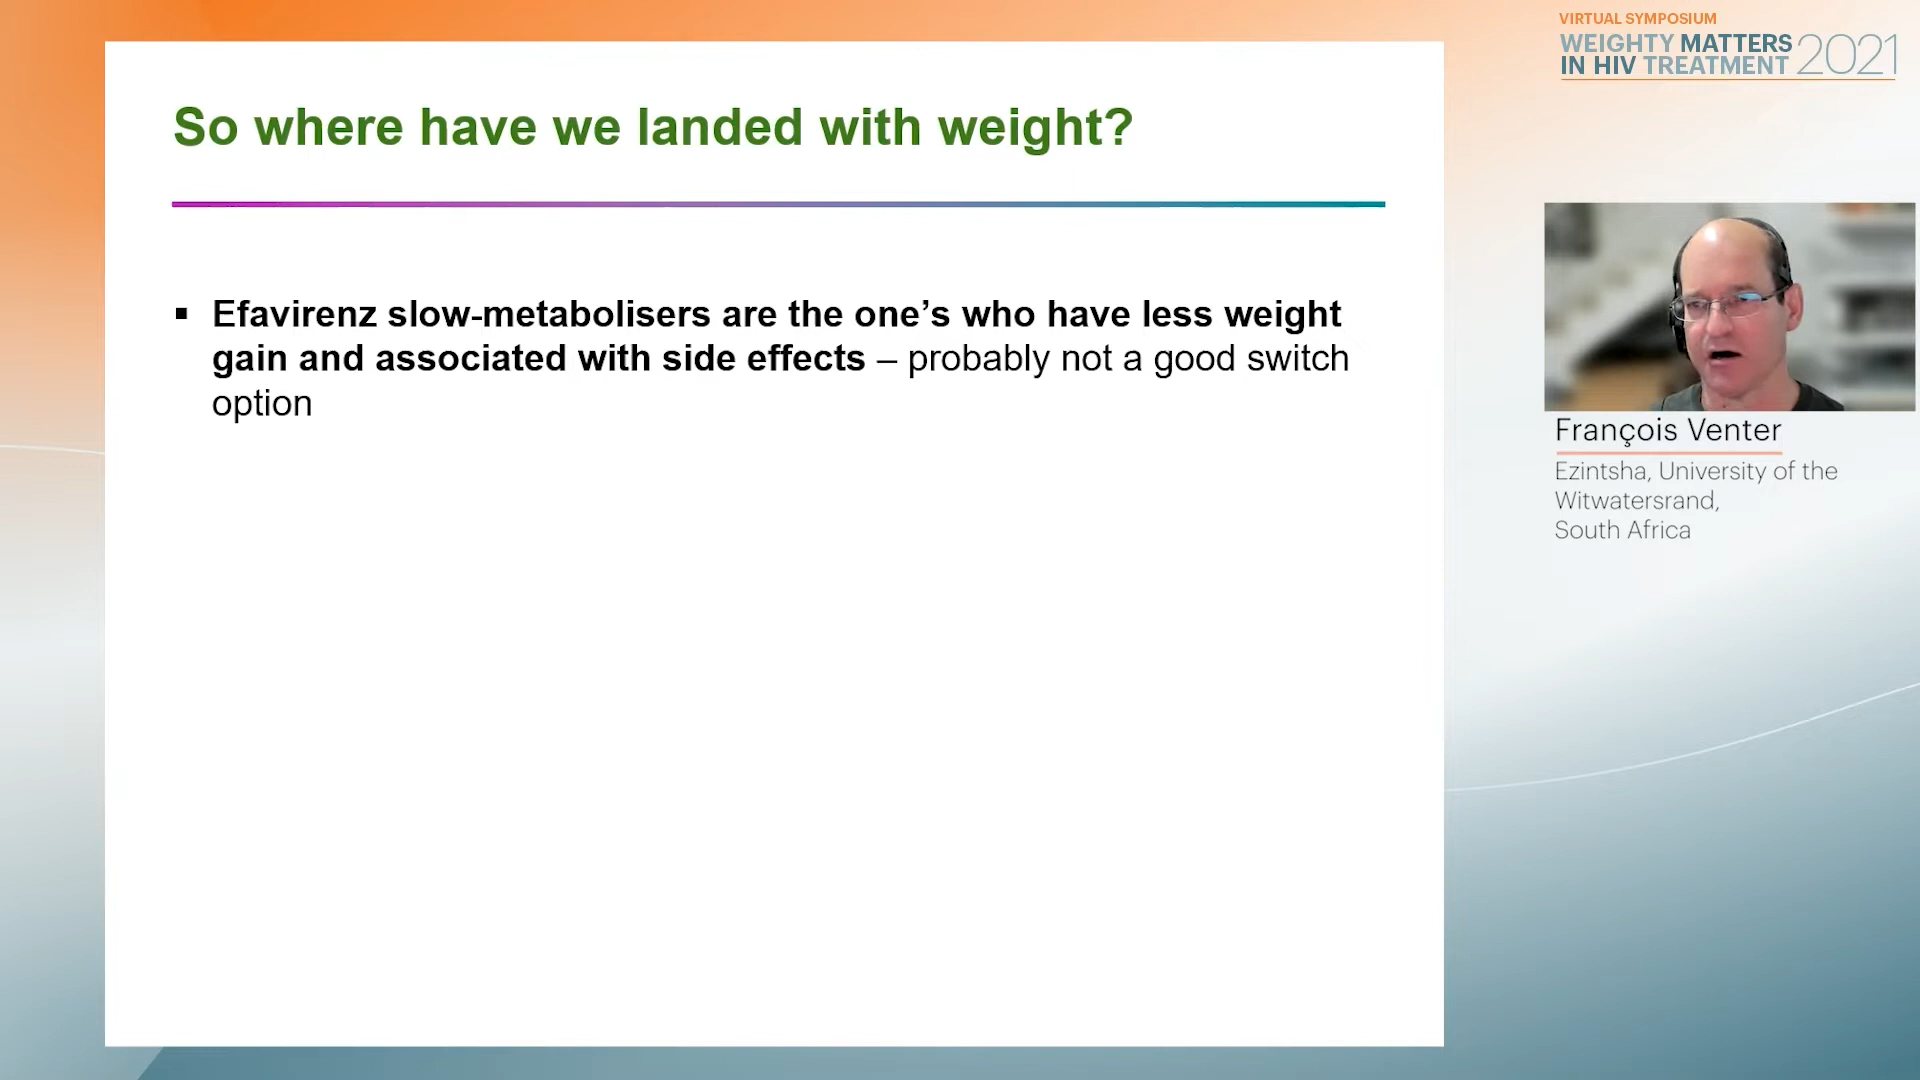 VIRTUAL SYMPOSIUM
WEIGHTY MATTERS
IN HIV TREATMENT 2021
So where have we landed with weight?
▪ Efavirenz slow-metabolisers are the one’s who have less weight
gain and associated with side effects – probably not a good switch
option
François Venter
Ezintsha, University of the
Witwatersrand,
South Africa